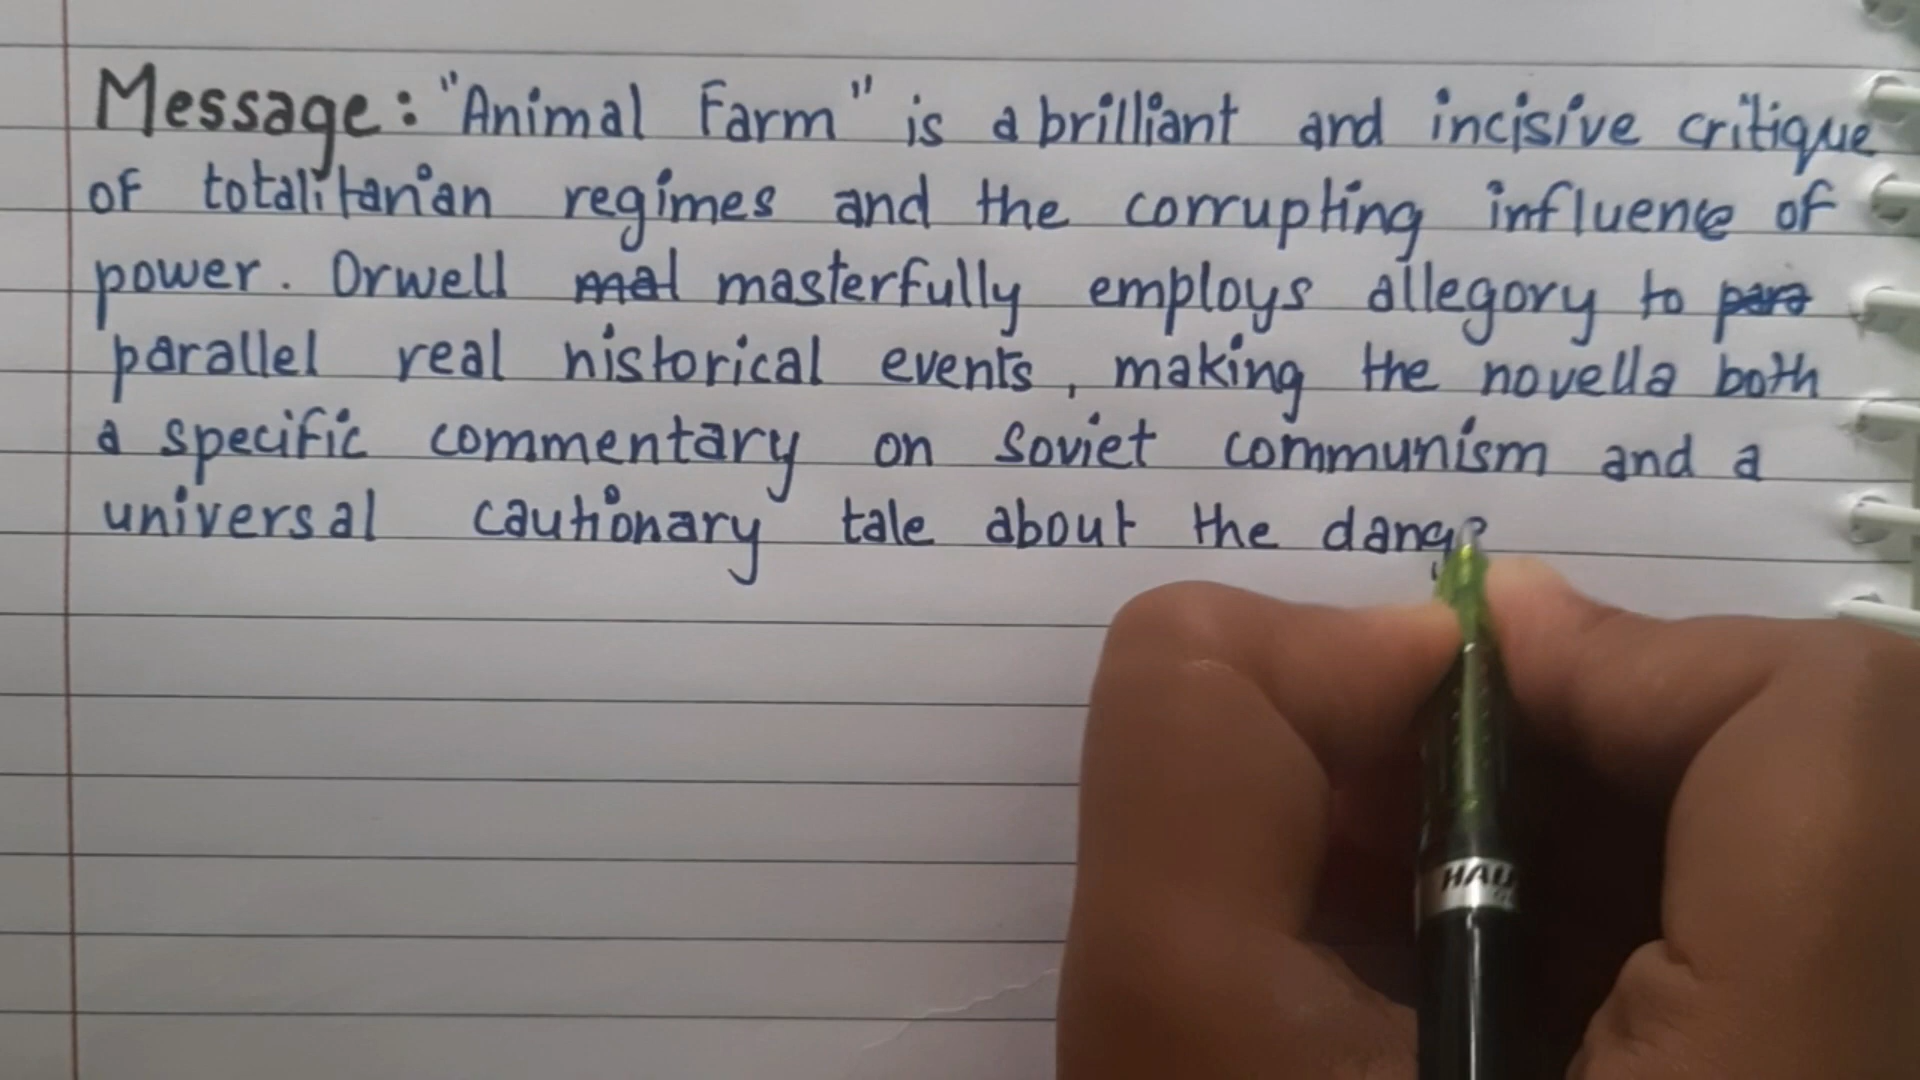 Message: "Animal Farm" is a brilliant and incisive critique
of totalitarian regimes and the corrupting influence of
power. Orwell masterfully employs allegory to
parallel real historical events, making the novella both
a specific commentary on Soviet communism and a
universal cautionary tale about the dange
HAU